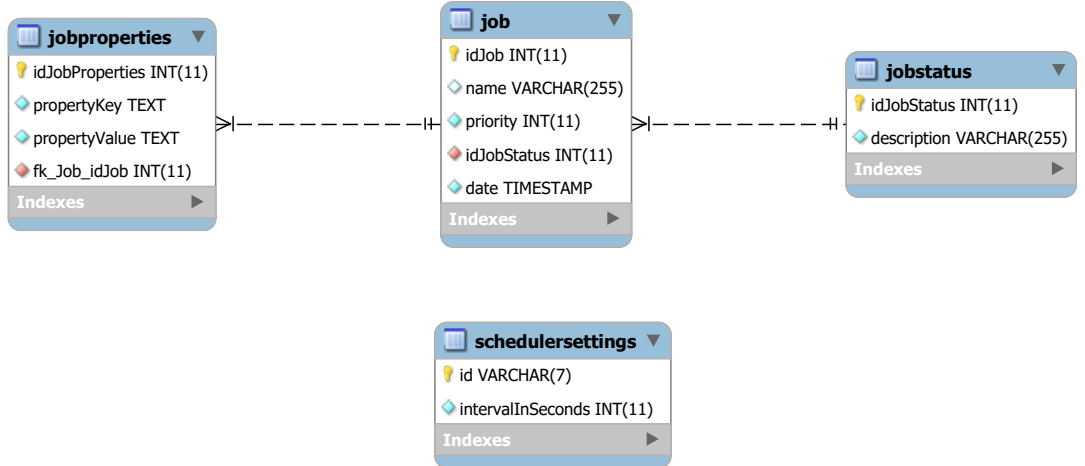 jobproperties
idJobProperties INT(11)
propertyKey TEXT
propertyValue TEXT
fk_Job_idJob INT(11)
Indexes
job
idJob INT(11)
name VARCHAR(255)
priority INT(11)
idJobStatus INT(11)
date TIMESTAMP
Indexes
jobstatus
idJobStatus INT(11)
description VARCHAR(255)
Indexes
schedulersettings
id VARCHAR(7)
intervalInSeconds INT(11)
Indexes